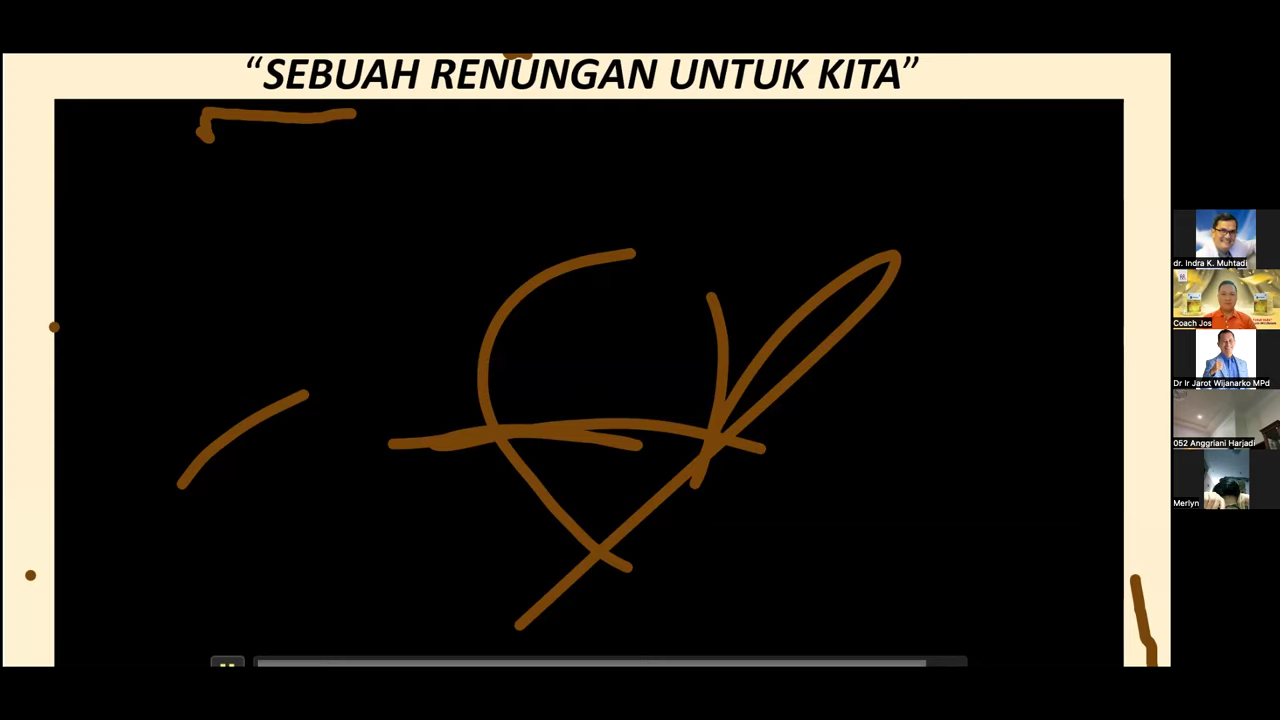 “SEBUAH RENUNGAN UNTUK KITA”
dr. Indra K. Muhtadi
Coach Jos
Dr Ir Jarot Wijanarko MPd
052 Anggriani Harjadi
Merlyn